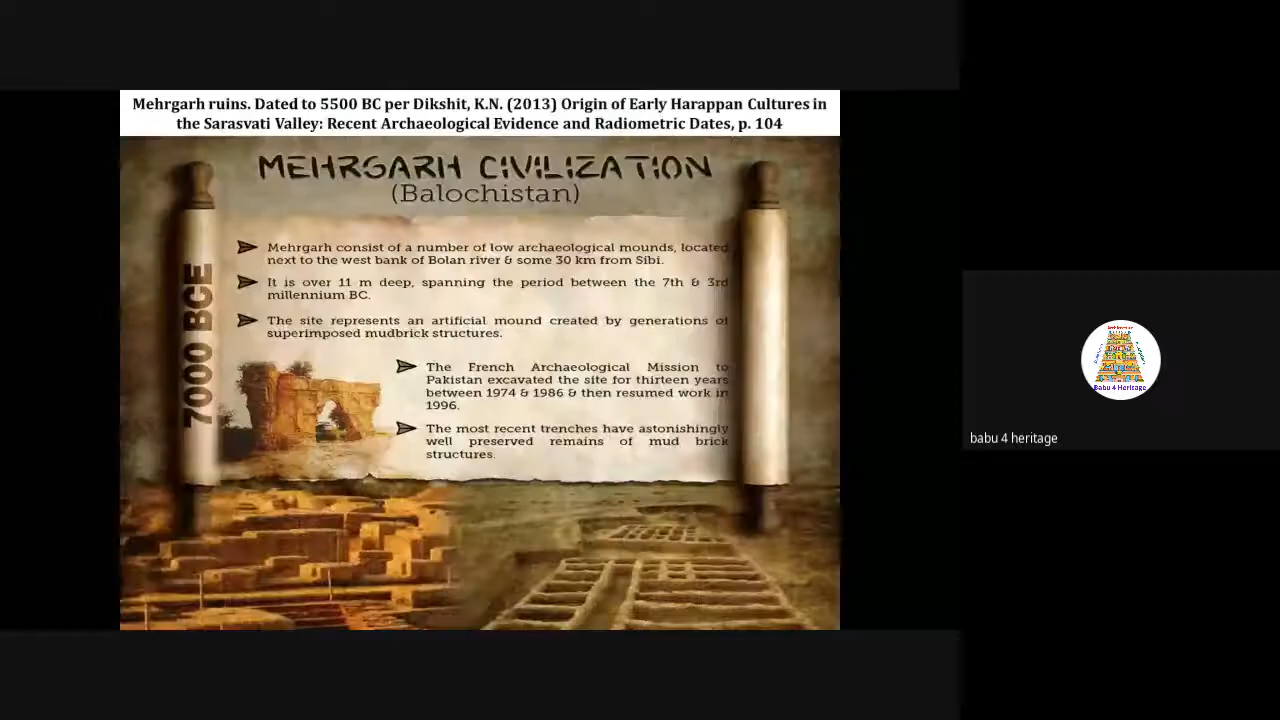 Mehrgarh ruins. Dated to 5500 BC per Dikshit, K.N. (2013) Origin of Early Harappan Cultures in
the Sarasvati Valley: Recent Archaeological Evidence and Radiometric Dates, p. 104
MEHRGARH CIVILIZATION
(Balochistan)
7000 BCE
Mehrgarh consist of a number of low archaeological mounds, located
next to the west bank of Bolan river & some 30 km from Sibi.
It is over 11 m deep, spanning the period between the 7th & 3rd
millennium BC.
The site represents an artificial mound created by generations of
superimposed mudbrick structures.
The French Archaeological Mission to
Pakistan excavated the site for thirteen years
between 1974 & 1986 & then resumed work in
1996.
The most recent trenches have astonishingly
well preserved remains of mud brick
structures.
Babu 4 Heritage
babu 4 heritage